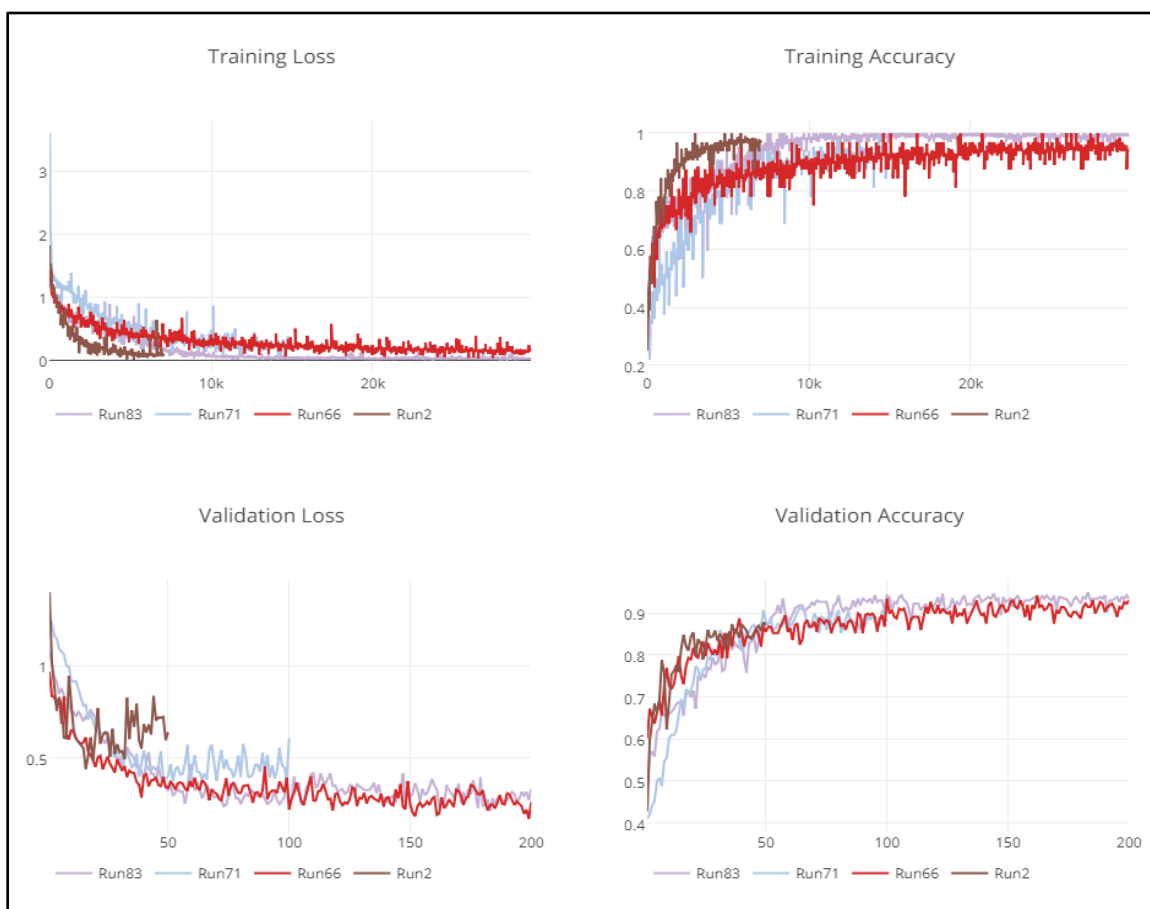 Training Loss
3
2
1
0
0 10k 20k
Run83 Run71 Run66 Run2
Training Accuracy
1
0.8
0.6
0.4
0.2
0 10k 20k
Run83 Run71 Run66 Run2
Validation Loss
1
0.5
50 100 150 200
Run83 Run71 Run66 Run2
Validation Accuracy
0.9
0.8
0.7
0.6
0.5
0.4
50 100 150 200
Run83 Run71 Run66 Run2